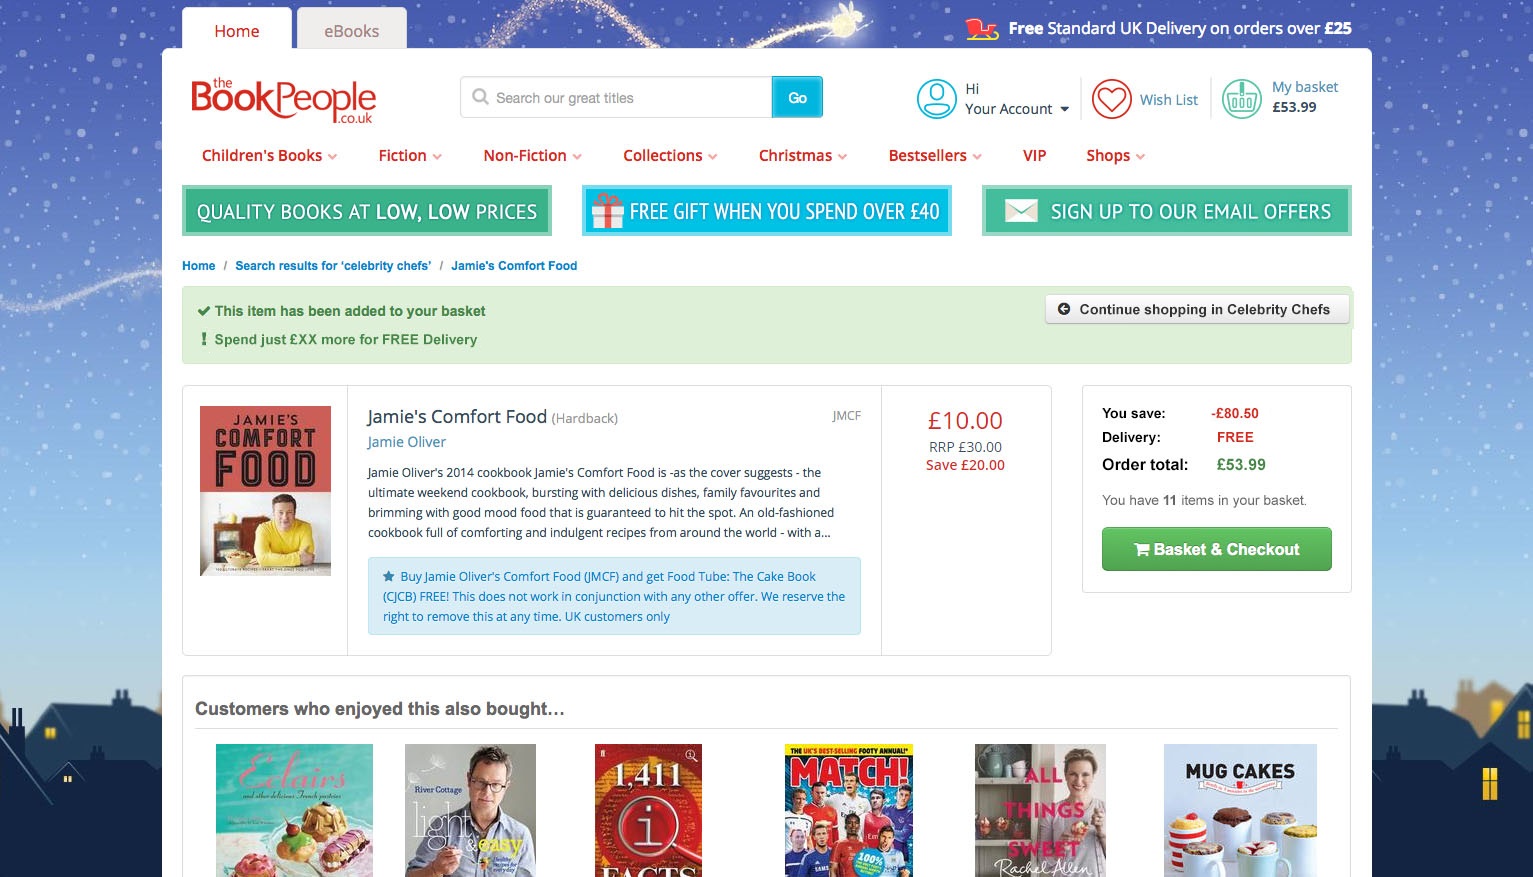 Home
eBooks
Free Standard UK Delivery on orders over £25
the
BookPeople
.co.uk
Search our great titles
Go
Hi
Your Account
Wish List
My basket
£53.99
Children's Books
Fiction
Non-Fiction
Collections
Christmas
Bestsellers
VIP
Shops
QUALITY BOOKS AT LOW, LOW PRICES
FREE GIFT WHEN YOU SPEND OVER £40
SIGN UP TO OUR EMAIL OFFERS
Home / Search results for ‘celebrity chefs’ / Jamie's Comfort Food
This item has been added to your basket
Spend just £XX more for FREE Delivery
Continue shopping in Celebrity Chefs
JAMIE'S
COMFORT
FOOD
Jamie's Comfort Food (Hardback)
JMCF
Jamie Oliver
Jamie Oliver's 2014 cookbook Jamie's Comfort Food is -as the cover suggests - the
ultimate weekend cookbook, bursting with delicious dishes, family favourites and
brimming with good mood food that is guaranteed to hit the spot. An old-fashioned
cookbook full of comforting and indulgent recipes from around the world - with a...
Buy Jamie Oliver's Comfort Food (JMCF) and get Food Tube: The Cake Book
(CJCB) FREE! This does not work in conjunction with any other offer. We reserve the
right to remove this at any time. UK customers only
£10.00
RRP £30.00
Save £20.00
You save: -£80.50
Delivery: FREE
Order total: £53.99
You have 11 items in your basket.
Basket & Checkout
Customers who enjoyed this also bought...
Eclairs
and other delicious French pastries
River Cottage
light
& easy
Healthy
recipes for
every day
1,411
i
FACTS
THE UK'S BEST-SELLING FOOTY ANNUAL!*
MATCH!
100%
ALL
THINGS
SWEET
Rachel Allen
MUG CAKES